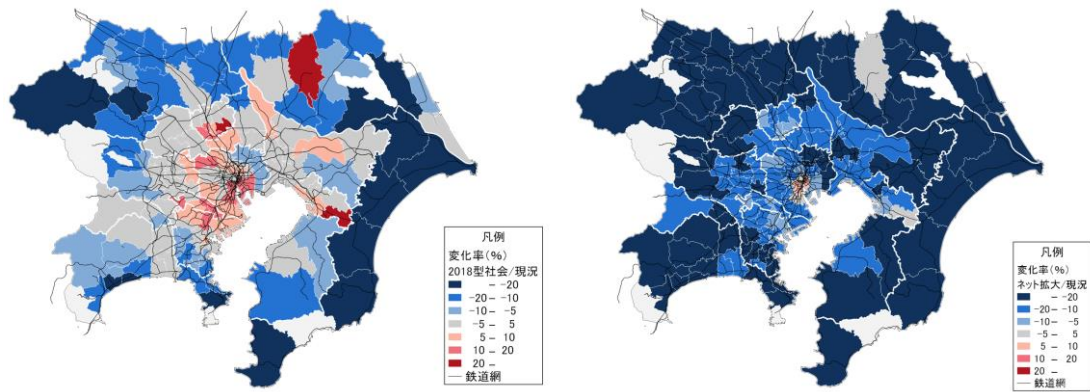 凡例
変化率(%)
2018型社会/現況
– -20
-20 – -10
-10 – -5
-5 – 5
5 – 10
10 – 20
20 –
鉄道網
凡例
変化率(%)
ネット拡大/現況
– -20
-20 – -10
-10 – -5
-5 – 5
5 – 10
10 – 20
20 –
鉄道網